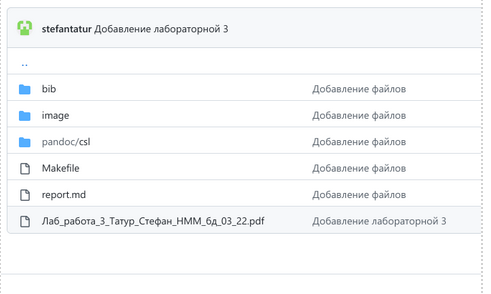 stefantatur Добавление лабораторной 3
..
bib Добавление файлов
image Добавление файлов
pandoc/csl Добавление файлов
Makefile Добавление файлов
report.md Добавление файлов
Лаб_работа_3_Татур_Стефан_НММ_бд_03_22.pdf Добавление лабораторной 3